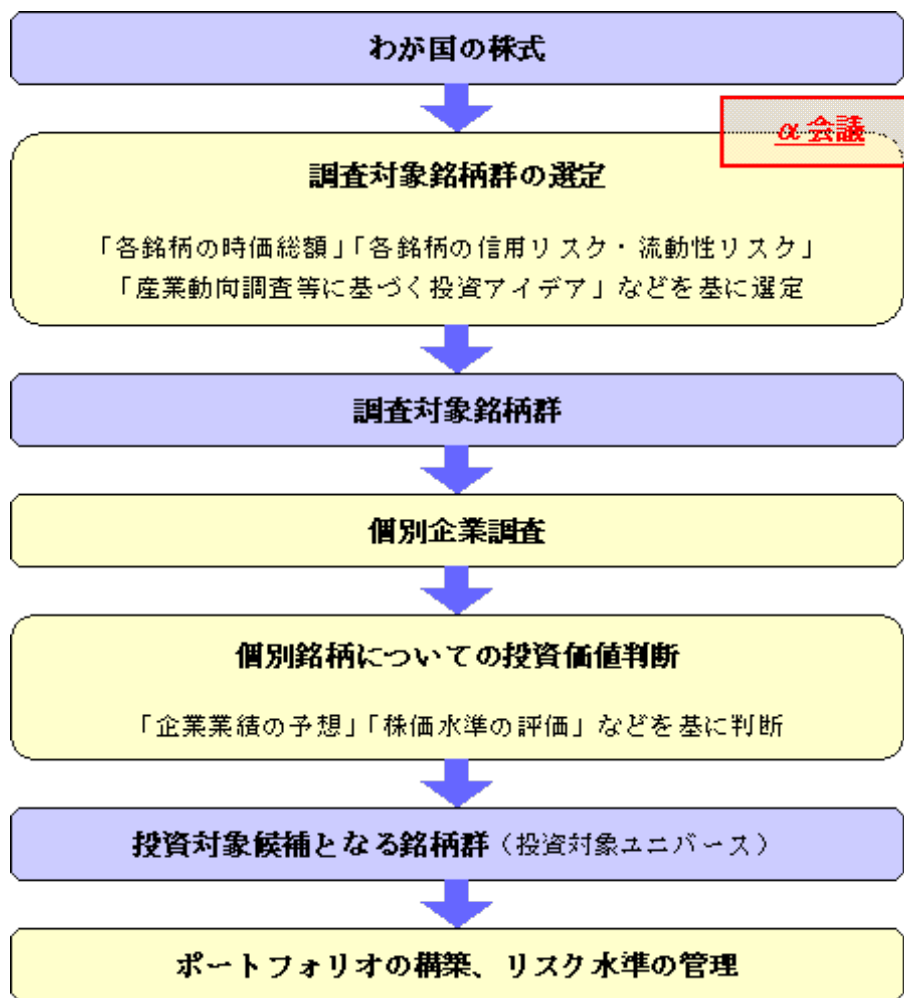 わが国の株式
α会議
調査対象銘柄群の選定
「各銘柄の時価総額」「各銘柄の信用リスク・流動性リスク」
「産業動向調査等に基づく投資アイデア」などを基に選定
調査対象銘柄群
個別企業調査
個別銘柄についての投資価値判断
「企業業績の予想」「株価水準の評価」などを基に判断
投資対象候補となる銘柄群（投資対象ユニバース）
ポートフォリオの構築、リスク水準の管理